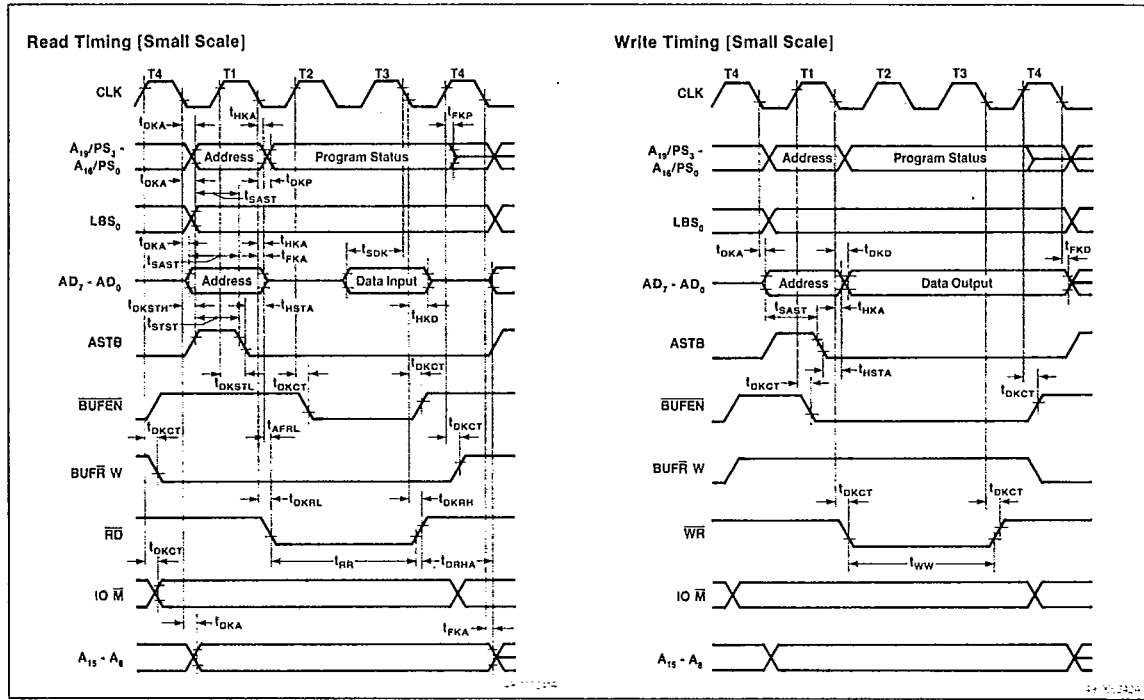 Read Timing [Small Scale]
T4 T1 T2 T3 T4
CLK
tDKA tHKA tFKP
A19/PS3 -
A16/PS0
Address Program Status
tDKA tDKP
tSAST
LBS0
tDKA tHKA tSDK
tSAST tFKA
AD7 - AD0 Address Data Input
tDKSTH tHSTA tHKD
tSTST
ASTB
tDKSTL tDKCT tDKCT
BUFEN
tDKCT tAFRL tDKCT
BUFR W
tDKRL tDKRH
RD
tDKCT tRR tDRHA
IO M
tDKA tFKA
A15 - A8
Write Timing [Small Scale]
T4 T1 T2 T3 T4
CLK
A19/PS3 -
A16/PS0
Address Program Status
LBS0
tDKA tDKD tFKD
AD7 - AD0 Address Data Output
tSAST tHKA
ASTB
tHSTA
tDKCT tDKCT
BUFEN
BUFR W
tDKCT tDKCT
WR
tWW
IO M
A15 - A8